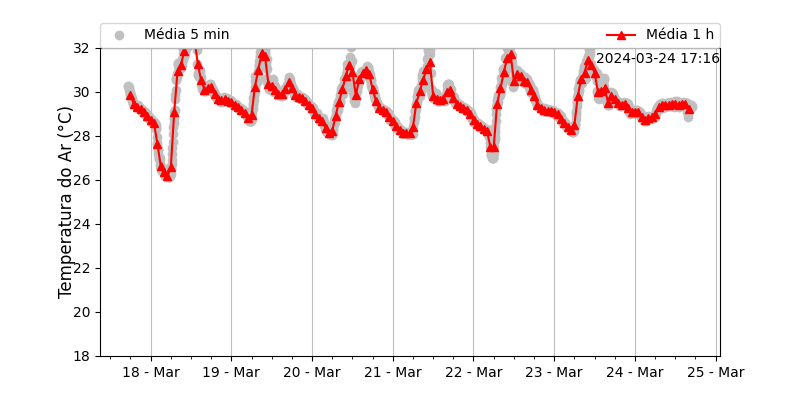 Média 5 min
Média 1 h
2024-03-24 17:16
Temperatura do Ar (°C)
32
30
28
26
24
22
20
18
18 - Mar
19 - Mar
20 - Mar
21 - Mar
22 - Mar
23 - Mar
24 - Mar
25 - Mar